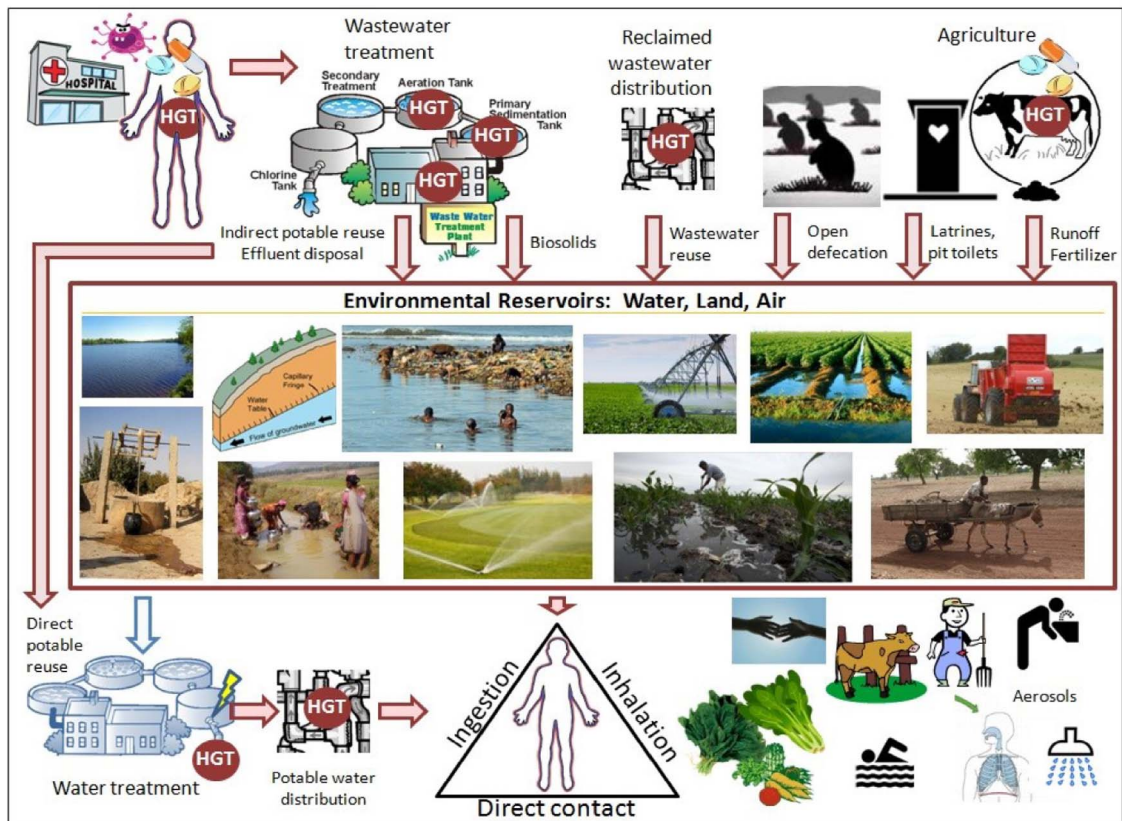 Wastewater
treatment
Reclaimed
wastewater
distribution
Agriculture
HOSPITAL
HGT
Secondary
Treatment
Aeration Tank
HGT
Primary
Sedimentation
Tank
HGT
Chlorine
Tank
HGT
Waste Water
Treatment
Plant
HGT
HGT
Indirect potable reuse
Effluent disposal
Biosolids
Wastewater
reuse
Open
defecation
Latrines,
pit toilets
Runoff
Fertilizer
Environmental Reservoirs: Water, Land, Air
Capillary
Fringe
Water
Table
Flow of groundwater
Direct
potable
reuse
HGT
Water treatment
HGT
Potable water
distribution
Ingestion
Inhalation
Direct contact
Aerosols